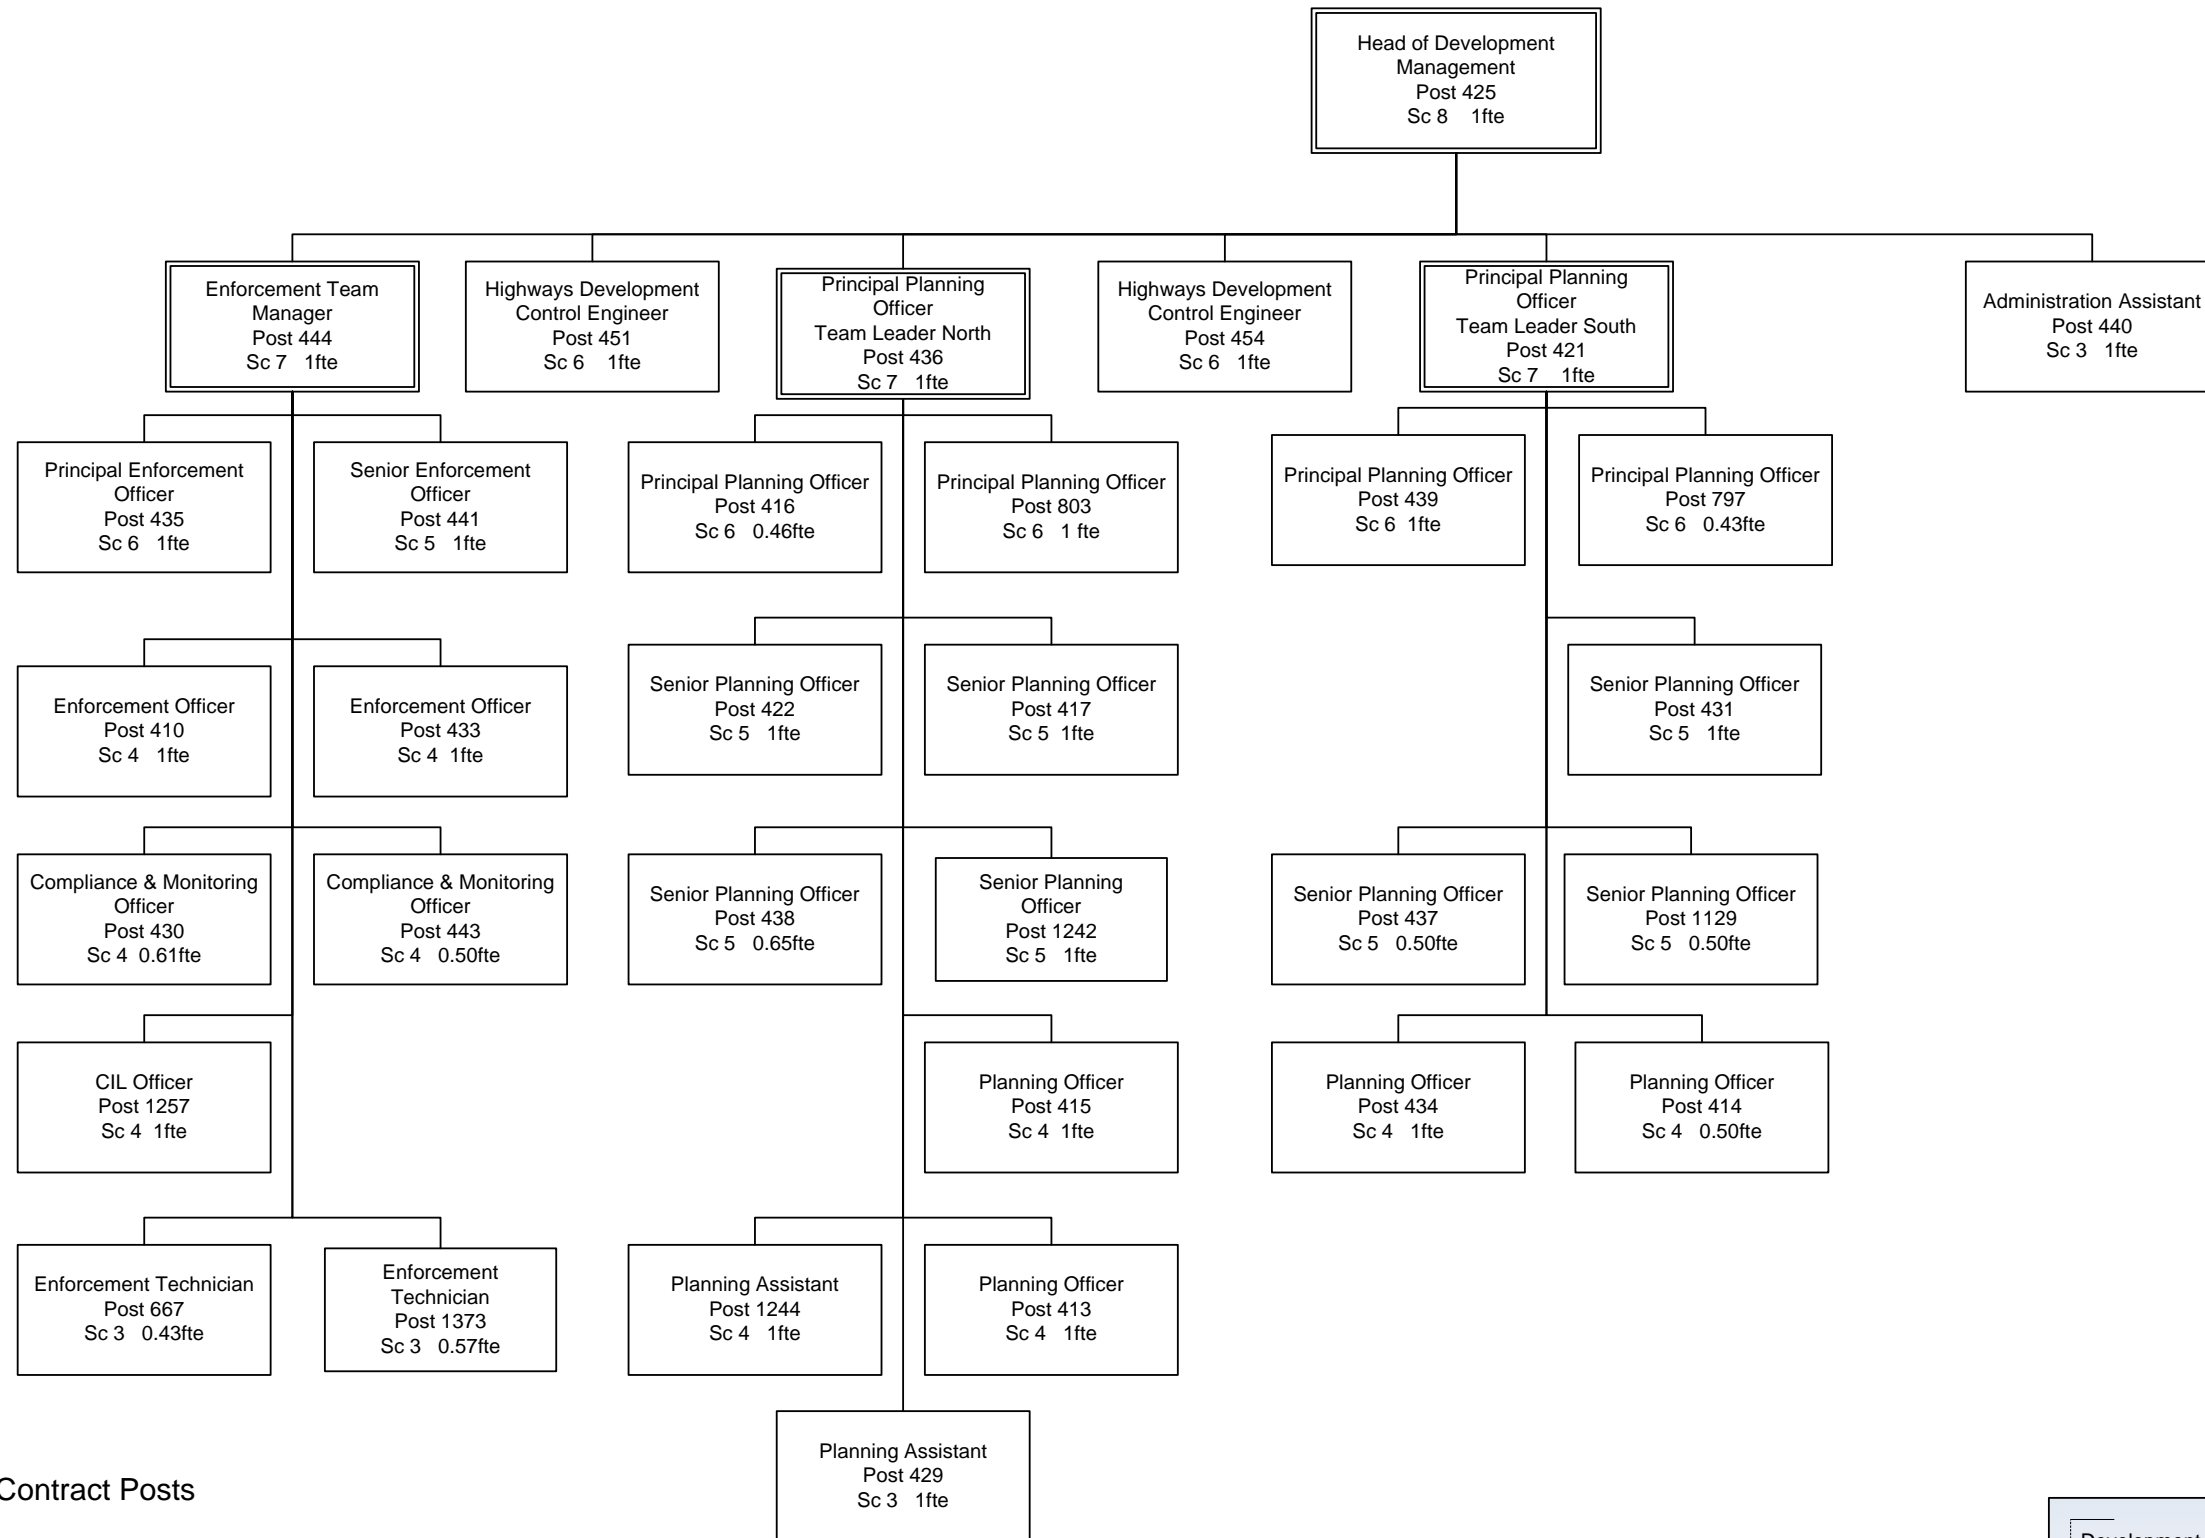 Head of Development
Management
Post 425
Sc 8 1fte
Enforcement Team
Manager
Post 444
Sc 7 1fte
Highways Development
Control Engineer
Post 451
Sc 6 1fte
Principal Planning
Officer
Team Leader North
Post 436
Sc 7 1fte
Highways Development
Control Engineer
Post 454
Sc 6 1fte
Principal Planning
Officer
Team Leader South
Post 421
Sc 7 1fte
Administration Assistant
Post 440
Sc 3 1fte
Principal Enforcement
Officer
Post 435
Sc 6 1fte
Senior Enforcement
Officer
Post 441
Sc 5 1fte
Principal Planning Officer
Post 416
Sc 6 0.46fte
Principal Planning Officer
Post 803
Sc 6 1 fte
Principal Planning Officer
Post 439
Sc 6 1fte
Principal Planning Officer
Post 797
Sc 6 0.43fte
Enforcement Officer
Post 410
Sc 4 1fte
Enforcement Officer
Post 433
Sc 4 1fte
Senior Planning Officer
Post 422
Sc 5 1fte
Senior Planning Officer
Post 417
Sc 5 1fte
Senior Planning Officer
Post 431
Sc 5 1fte
Compliance & Monitoring
Officer
Post 430
Sc 4 0.61fte
Compliance & Monitoring
Officer
Post 443
Sc 4 0.50fte
Senior Planning Officer
Post 438
Sc 5 0.65fte
Senior Planning
Officer
Post 1242
Sc 5 1fte
Senior Planning Officer
Post 437
Sc 5 0.50fte
Senior Planning Officer
Post 1129
Sc 5 0.50fte
CIL Officer
Post 1257
Sc 4 1fte
Planning Officer
Post 415
Sc 4 1fte
Planning Officer
Post 434
Sc 4 1fte
Planning Officer
Post 414
Sc 4 0.50fte
Enforcement Technician
Post 667
Sc 3 0.43fte
Enforcement
Technician
Post 1373
Sc 3 0.57fte
Planning Assistant
Post 1244
Sc 4 1fte
Planning Officer
Post 413
Sc 4 1fte
Planning Assistant
Post 429
Sc 3 1fte
Contract Posts